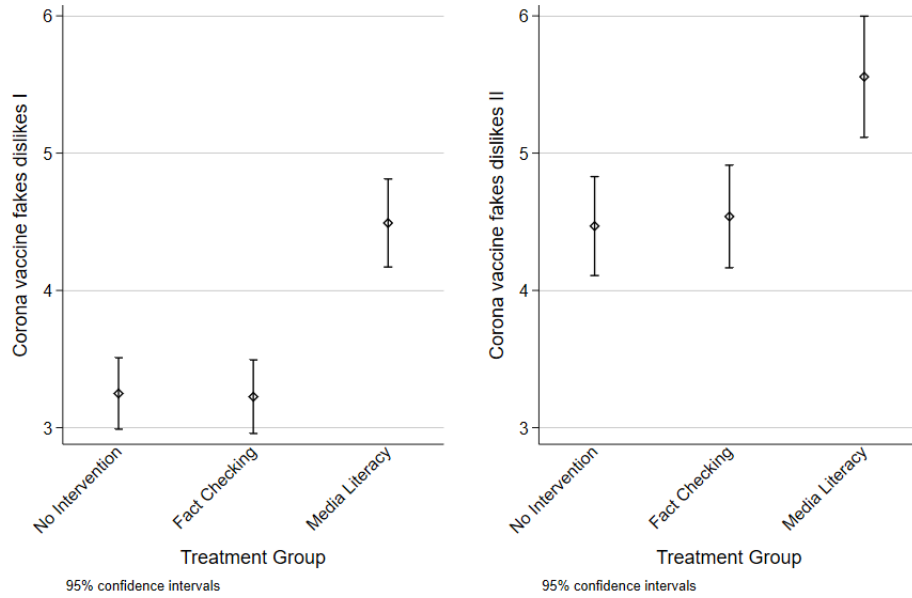 Corona vaccine fakes dislikes I
6
5
4
3
No Intervention
Fact Checking
Media Literacy
Treatment Group
95% confidence intervals
Corona vaccine fakes dislikes II
6
5
4
3
No Intervention
Fact Checking
Media Literacy
Treatment Group
95% confidence intervals